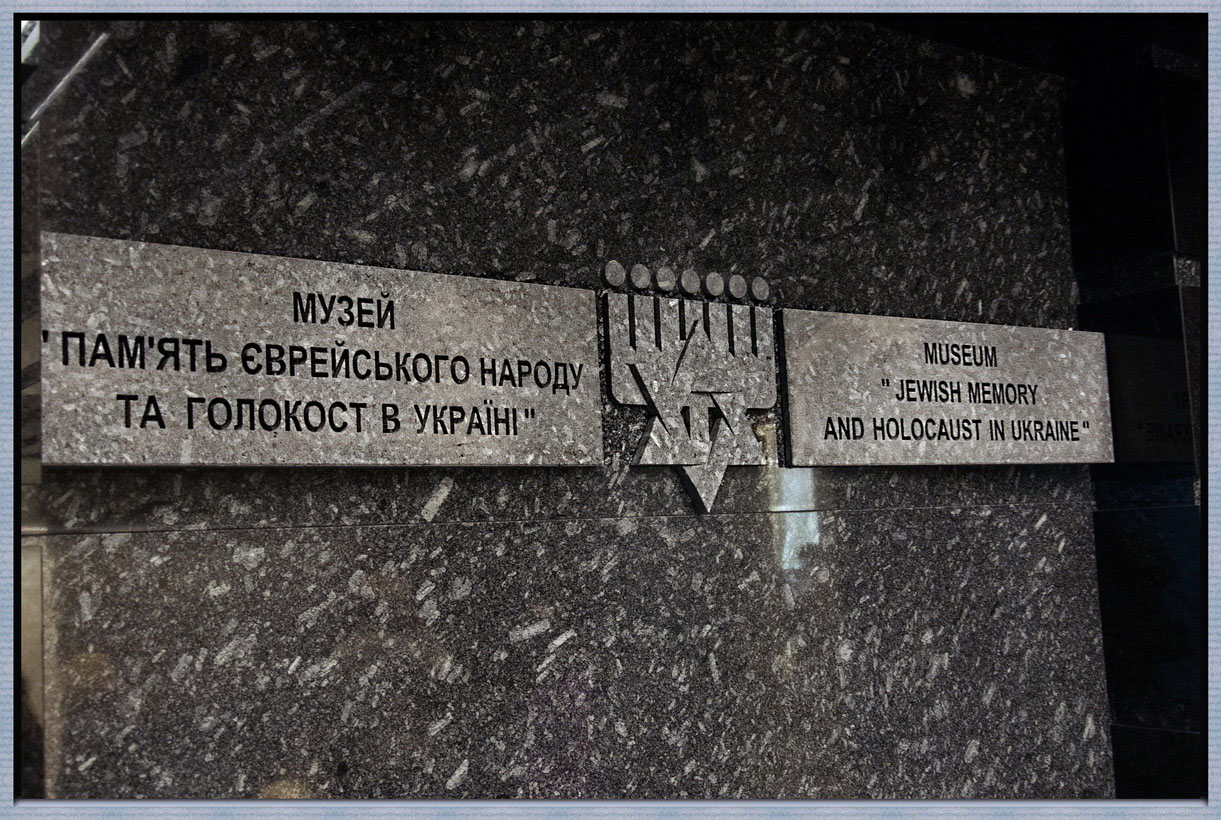 МУЗЕЙ
"ПАМ'ЯТЬ ЄВРЕЙСЬКОГО НАРОДУ
ТА ГОЛОКОСТ В УКРАЇНІ"
MUSEUM
" JEWISH MEMORY
AND HOLOCAUST IN UKRAINE"